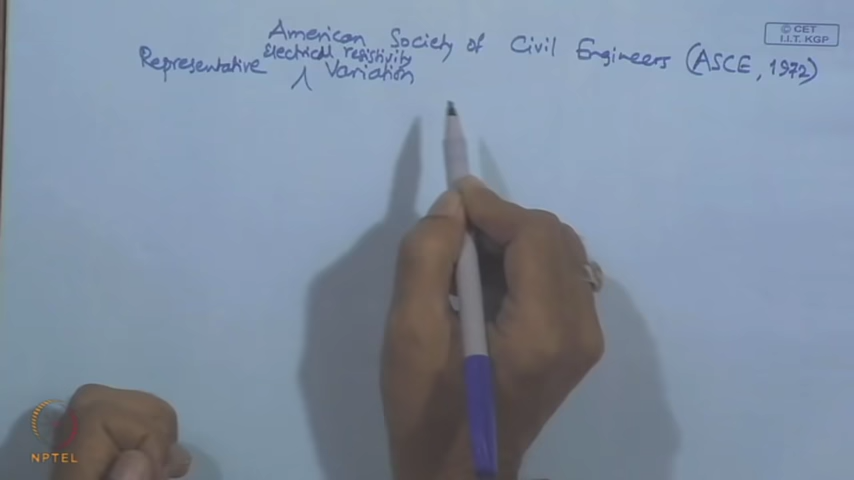 American Society of Civil Engineers (ASCE, 1972)
Representative Electrical resistivity Variation
© CET
I.I.T. KGP
NPTEL